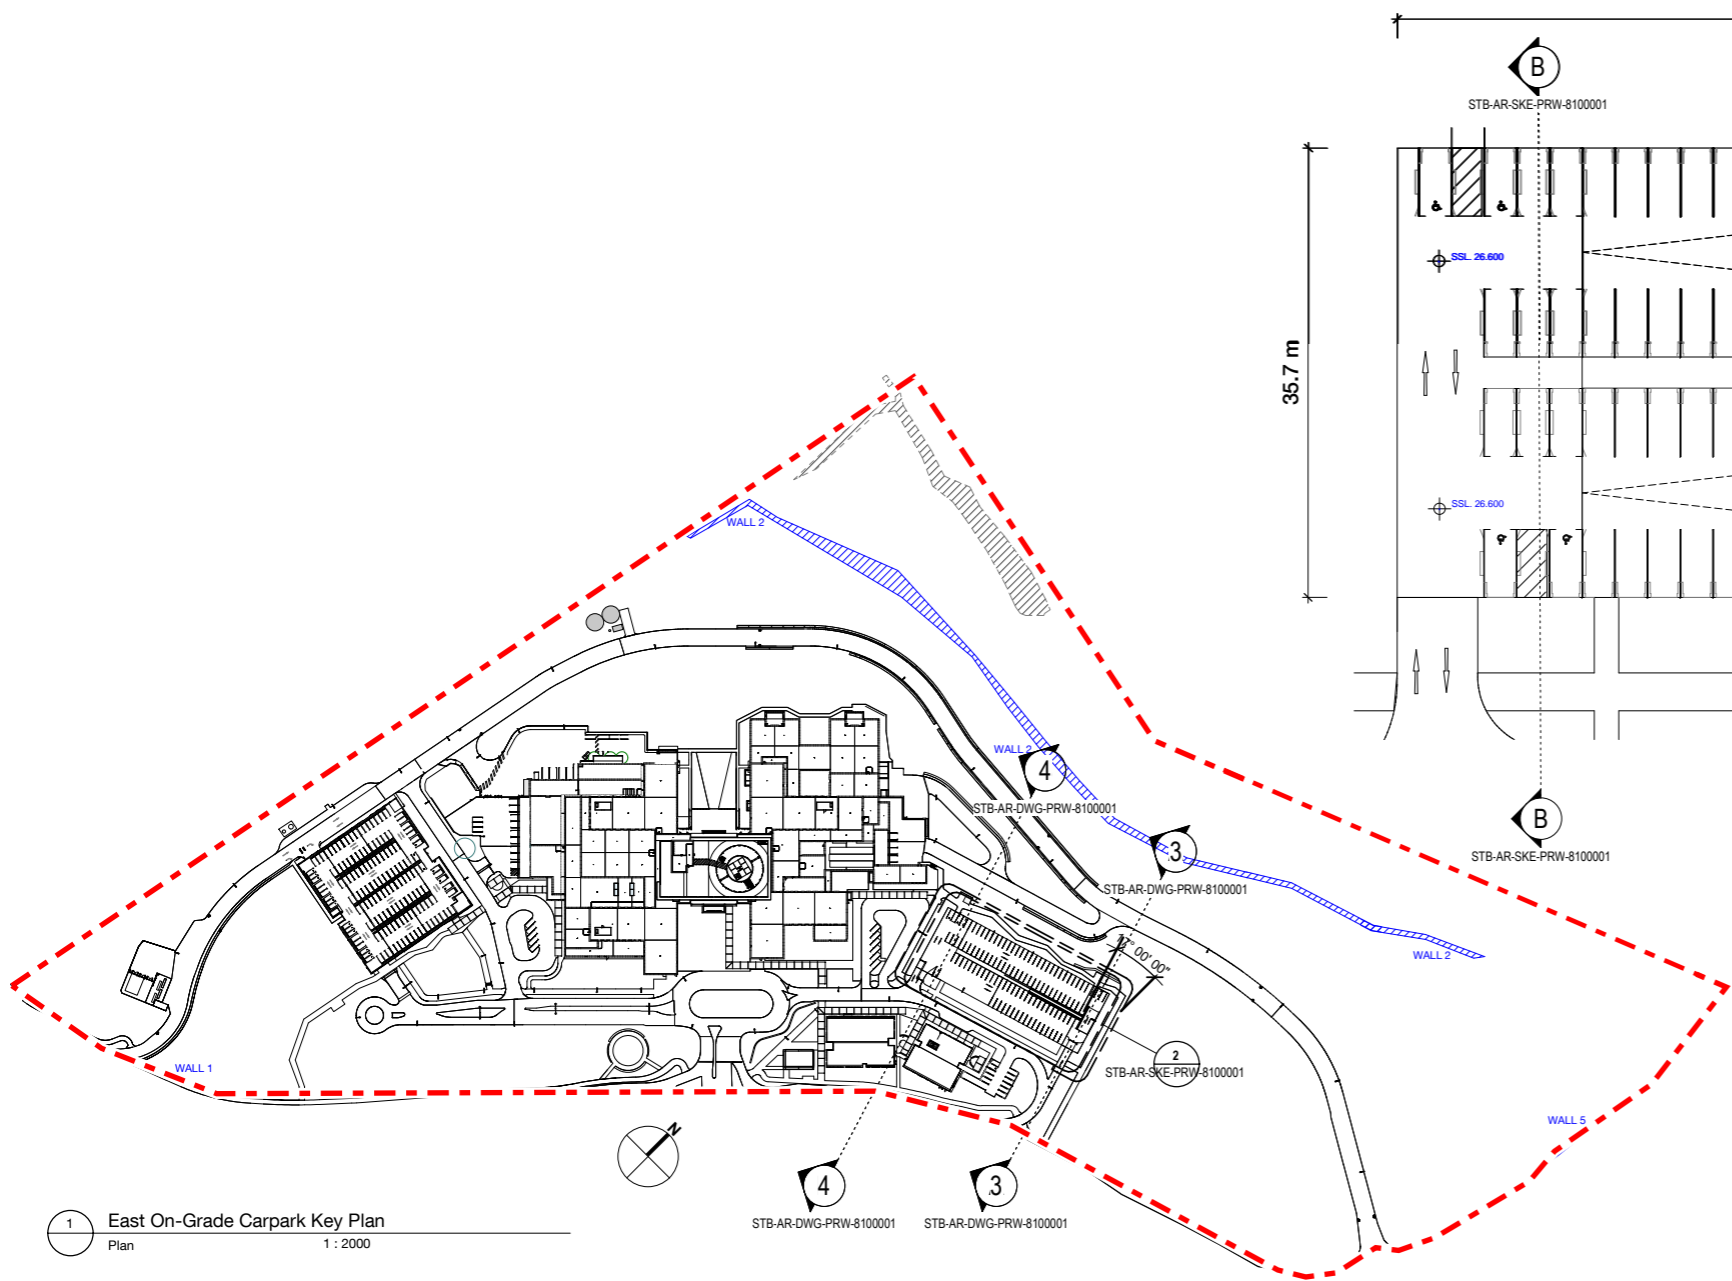 B
STB-AR-SKE-PRW-8100001
SSL. 26.600
35.7 m
SSL. 26.600
WALL 2
WALL 2
4
STB-AR-DWG-PRW-8100001
3
STB-AR-DWG-PRW-8100001
B
STB-AR-SKE-PRW-8100001
WALL 2
2
STB-AR-SKE-PRW-8100001
WALL 1
WALL 5
N
4
STB-AR-DWG-PRW-8100001
3
STB-AR-DWG-PRW-8100001
1
East On-Grade Carpark Key Plan
Plan 1 : 2000